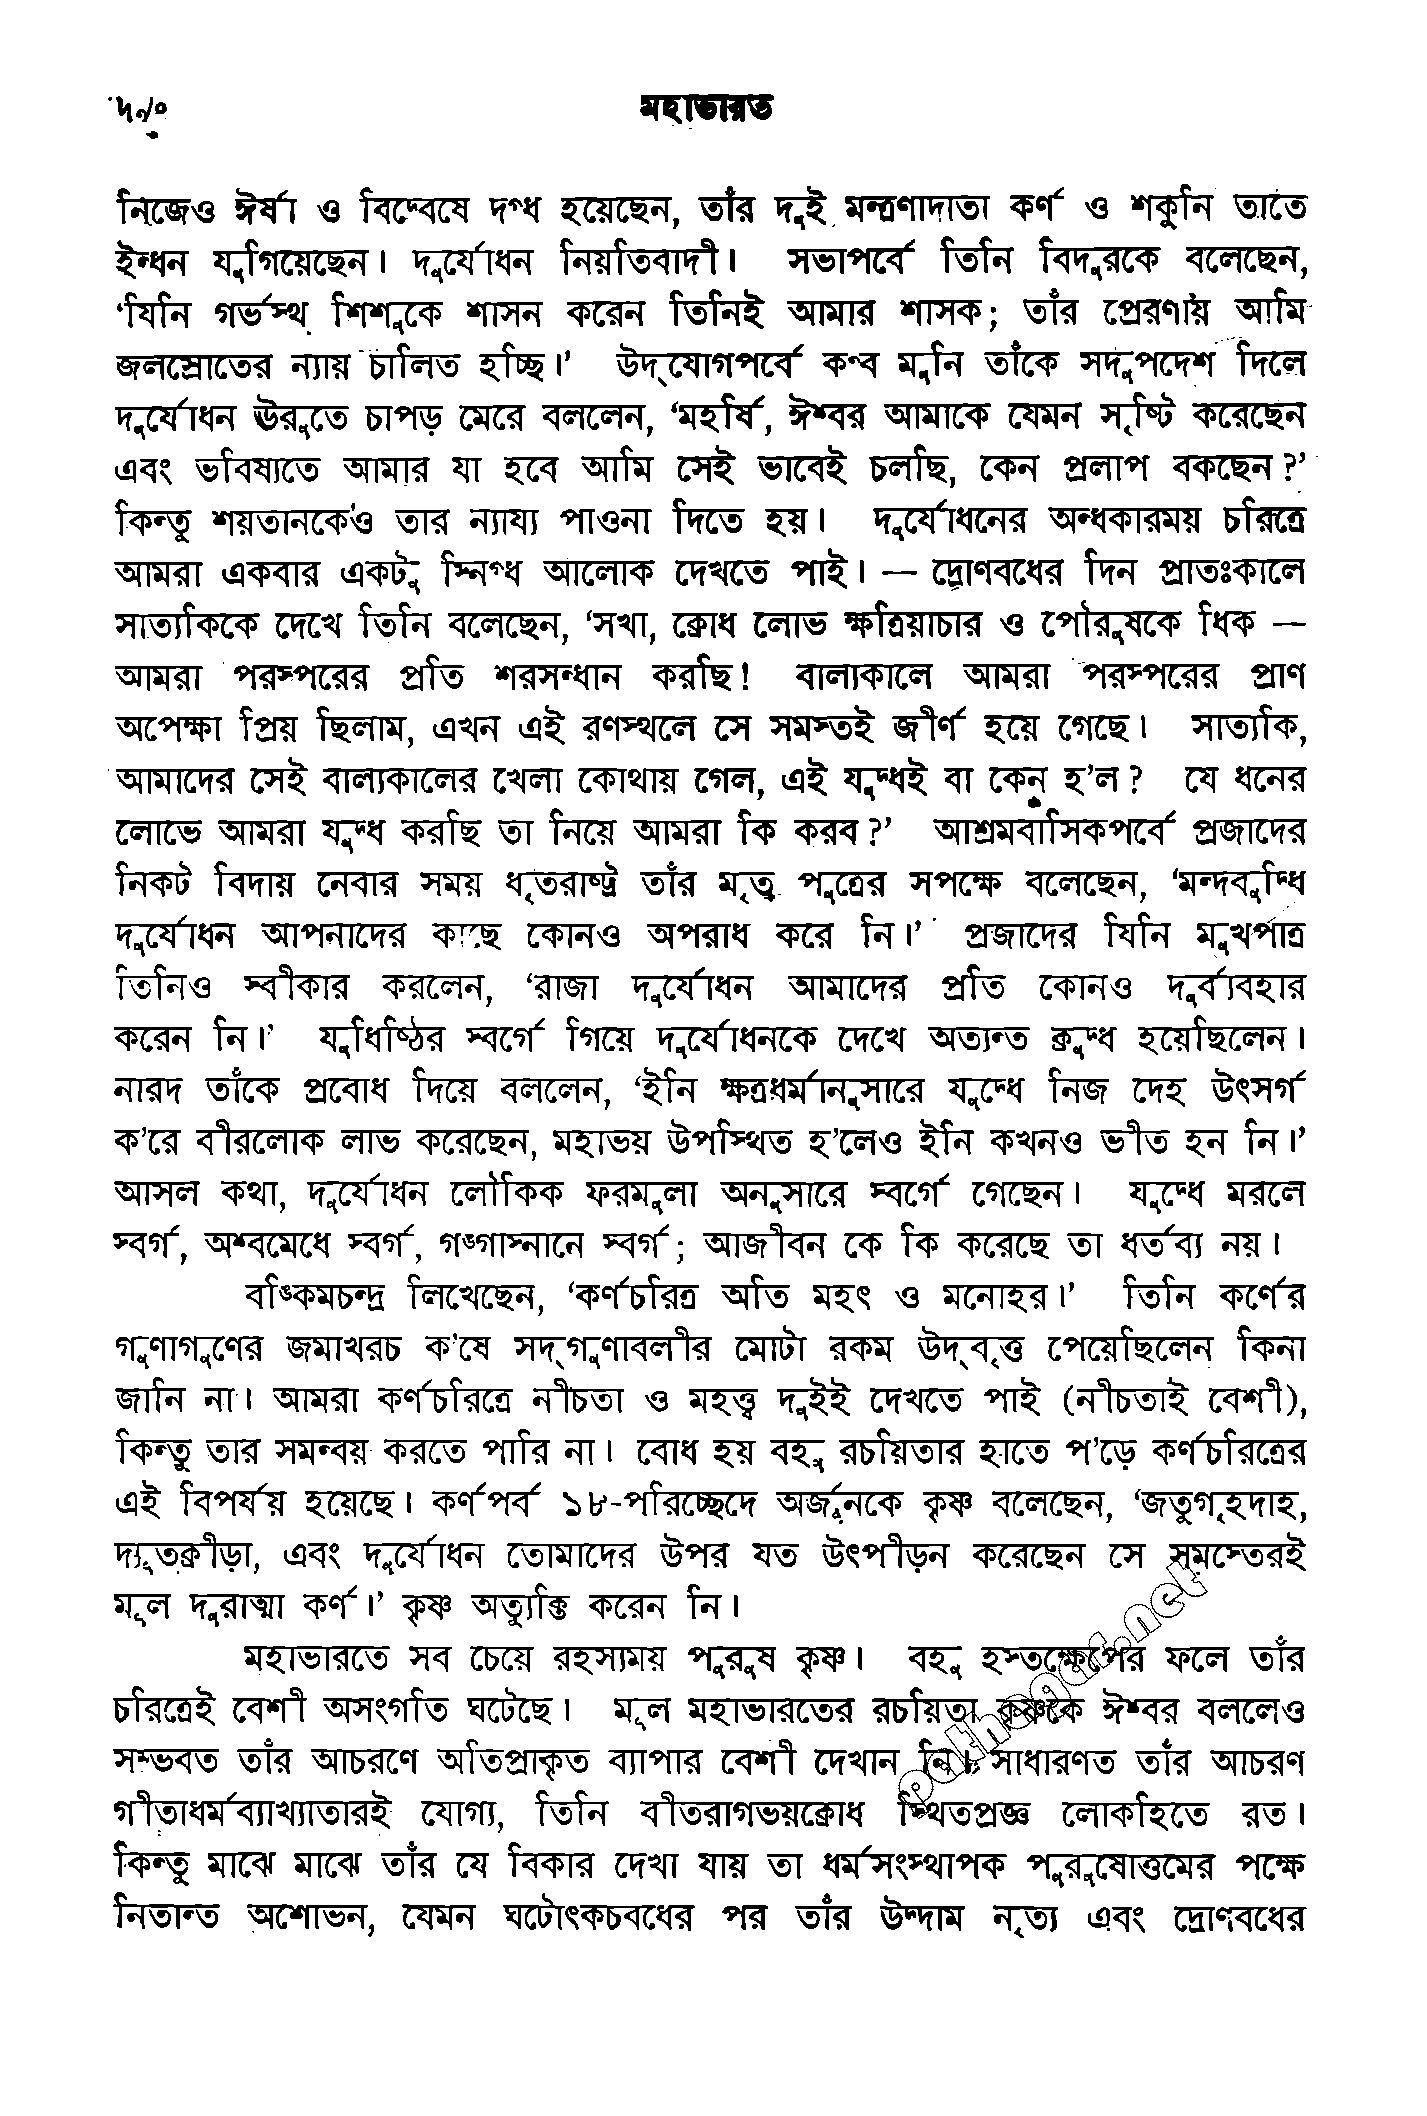 মহাভারত
নিজেও ঈর্ষা ও বিদ্বেষে দগ্ধ হয়েছেন, তাঁর দুই মন্ত্রণাদাতা কর্ণ ও শকুনি তাতে
ইন্ধন যুগিয়েছেন। দুর্যোধন নিয়তিবাদী। সভাপর্বে তিনি বিদুরকে বলেছেন,
‘যিনি গর্ভস্থ শিশুকে শাসন করেন তিনিই আমার শাসক; তাঁর প্রেরণায় আমি
জলস্রোতের ন্যায় চালিত হচ্ছি।’ উদ্‌যোগপর্বে কণ্ব মুনি তাঁকে সদুপদেশ দিলে
দুর্যোধন ঊরুতে চাপড় মেরে বললেন, ‘মহর্ষি, ঈশ্বর আমাকে যেমন সৃষ্টি করেছেন
এবং ভবিষ্যতে আমার যা হবে আমি সেই ভাবেই চলছি, কেন প্রলাপ বকছেন?’
কিন্তু শয়তানকেও তার ন্যায্য পাওনা দিতে হয়। দুর্যোধনের অন্ধকারময় চরিত্রে
আমরা একবার একটু স্নিগ্ধ আলোক দেখতে পাই। — দ্রোণবধের দিন প্রাতঃকালে
সাত্যকিকে দেখে তিনি বলেছেন, ‘সখা, ক্রোধ লোভ ক্ষত্রিয়াচার ও পৌরুষকে ধিক —
আমরা পরস্পরের প্রতি শরসন্ধান করছি! বাল্যকালে আমরা পরস্পরের প্রাণ
অপেক্ষা প্রিয় ছিলাম, এখন এই রণস্থলে সে সমস্তই জীর্ণ হয়ে গেছে। সাত্যকি,
আমাদের সেই বাল্যকালের খেলা কোথায় গেল, এই যুদ্ধই বা কেন হ’ল? যে ধনের
লোভে আমরা যুদ্ধ করছি তা নিয়ে আমরা কি করব?’ আশ্রমবাসিকপর্বে প্রজাদের
নিকট বিদায় নেবার সময় ধৃতরাষ্ট্র তাঁর মৃত পুত্রের সপক্ষে বলেছেন, ‘মন্দবুদ্ধি
দুর্যোধন আপনাদের কাছে কোনও অপরাধ করে নি।’ প্রজাদের যিনি মুখপাত্র
তিনিও স্বীকার করলেন, ‘রাজা দুর্যোধন আমাদের প্রতি কোনও দুর্ব্যবহার
করেন নি।’ যুধিষ্ঠির স্বর্গে গিয়ে দুর্যোধনকে দেখে অত্যন্ত ক্রুদ্ধ হয়েছিলেন।
নারদ তাঁকে প্রবোধ দিয়ে বললেন, ‘ইনি ক্ষত্রধর্মানুসারে যুদ্ধে নিজ দেহ উৎসর্গ
ক’রে বীরলোক লাভ করেছেন, মহাভয় উপস্থিত হ’লেও ইনি কখনও ভীত হন নি।’
আসল কথা, দুর্যোধন লৌকিক ফরমুলা অনুসারে স্বর্গে গেছেন। যুদ্ধে মরলে
স্বর্গ, অশ্বমেধে স্বর্গ, গঙ্গাস্নানে স্বর্গ; আজীবন কে কি করেছে তা ধর্তব্য নয়।
বঙ্কিমচন্দ্র লিখেছেন, ‘কর্ণচরিত্র অতি মহৎ ও মনোহর।’ তিনি কর্ণের
গুণাগুণের জমাখরচ ক’ষে সদ্‌গুণাবলীর মোটা রকম উদ্‌বৃত্ত পেয়েছিলেন কিনা
জানি না। আমরা কর্ণচরিত্রে নীচতা ও মহত্ত্ব দুইই দেখতে পাই (নীচতাই বেশী),
কিন্তু তার সমন্বয় করতে পারি না। বোধ হয় বহু রচয়িতার হাতে প’ড়ে কর্ণচরিত্রের
এই বিপর্যয় হয়েছে। কর্ণপর্ব ১৮-পরিচ্ছেদে অর্জুনকে কৃষ্ণ বলেছেন, ‘জতুগৃহদাহ,
দ্যূতক্রীড়া, এবং দুর্যোধন তোমাদের উপর যত উৎপীড়ন করেছেন সে সমস্তেরই
মূল দুরাত্মা কর্ণ।’ কৃষ্ণ অত্যুক্তি করেন নি।
মহাভারতে সব চেয়ে রহস্যময় পুরুষ কৃষ্ণ। বহু হস্তক্ষেপের ফলে তাঁর
চরিত্রেই বেশী অসংগতি ঘটেছে। মূল মহাভারতের রচয়িতা কৃষ্ণকে ঈশ্বর বললেও
সম্ভবত তাঁর আচরণে অতিপ্রাকৃত ব্যাপার বেশী দেখান নি। সাধারণত তাঁর আচরণ
গীতাধর্মব্যাখ্যাতারই যোগ্য, তিনি বীতরাগভয়ক্রোধ স্থিতপ্রজ্ঞ লোকহিতে রত।
কিন্তু মাঝে মাঝে তাঁর যে বিকার দেখা যায় তা ধর্মসংস্থাপক পুরুষোত্তমের পক্ষে
নিতান্ত অশোভন, যেমন ঘটোৎকচবধের পর তাঁর উদ্দাম নৃত্য এবং দ্রোণবধের
pathagar.net